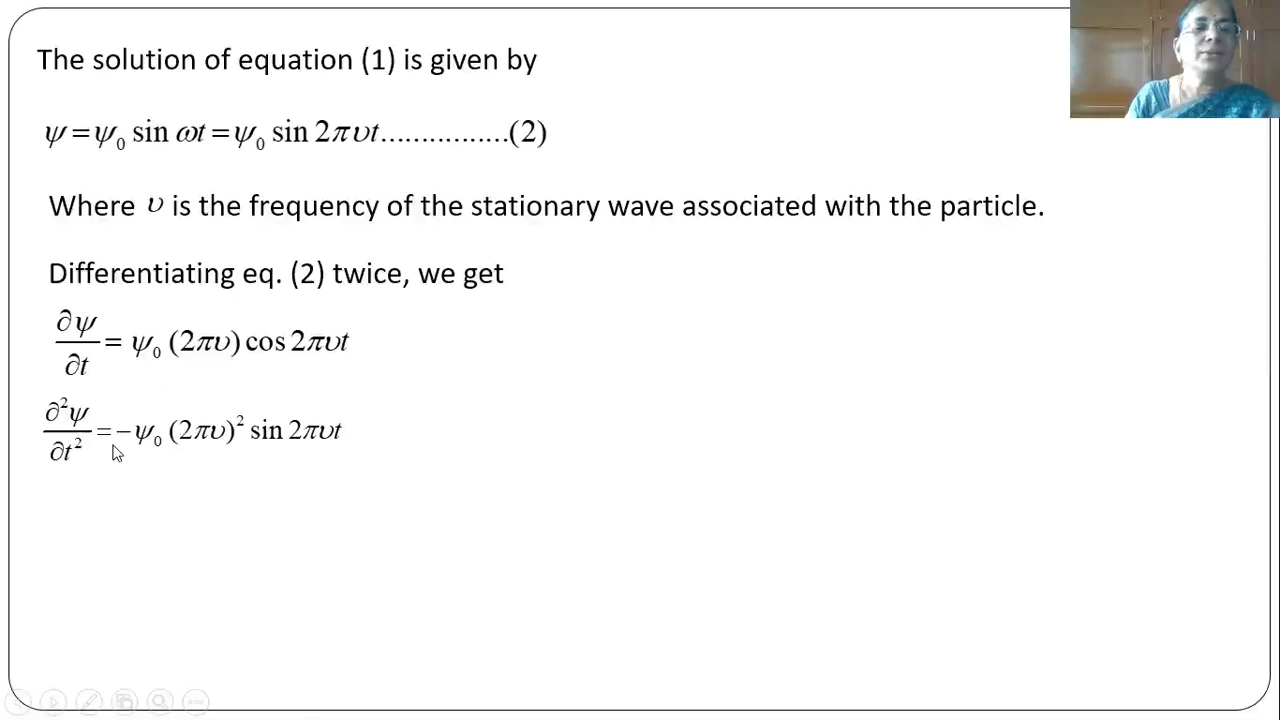 The solution of equation (1) is given by
ψ = ψ₀ sin ωt = ψ₀ sin 2πυt................(2)
Where υ is the frequency of the stationary wave associated with the particle.
Differentiating eq. (2) twice, we get
∂ψ/∂t = ψ₀ (2πυ) cos 2πυt
∂²ψ/∂t² = −ψ₀ (2πυ)² sin 2πυt